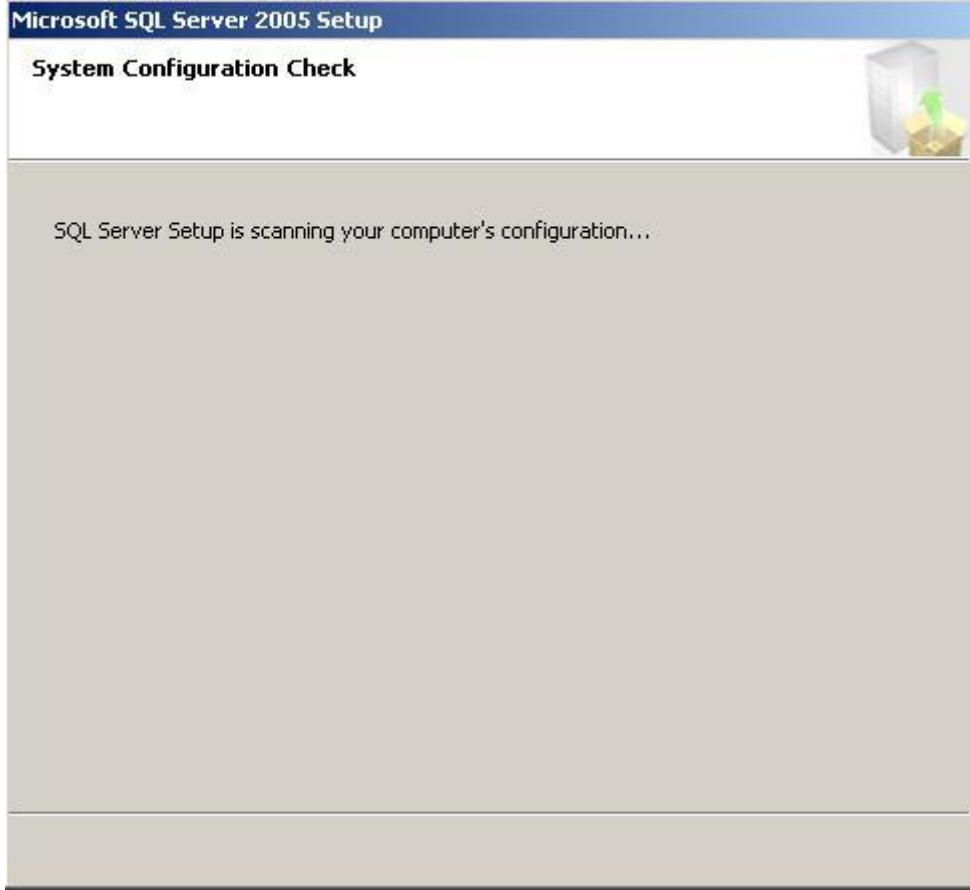 Microsoft SQL Server 2005 Setup
System Configuration Check
SQL Server Setup is scanning your computer's configuration...